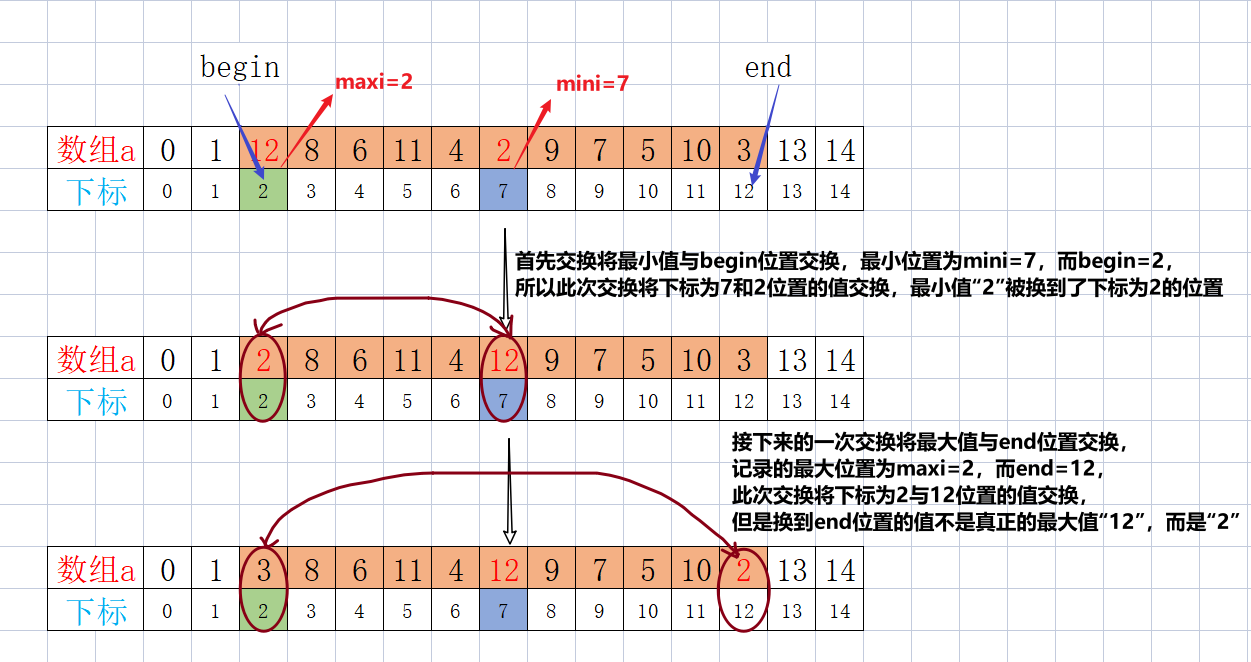 begin
maxi=2
mini=7
end
数组a 0 1 12 8 6 11 4 2 9 7 5 10 3 13 14
下标 0 1 2 3 4 5 6 7 8 9 10 11 12 13 14
首先交换将最小值与begin位置交换，最小位置为mini=7，而begin=2，
所以此次交换将下标为7和2位置的值交换，最小值“2”被换到了下标为2的位置
数组a 0 1 2 8 6 11 4 12 9 7 5 10 3 13 14
下标 0 1 2 3 4 5 6 7 8 9 10 11 12 13 14
接下来的一次交换将最大值与end位置交换，
记录的最大位置为maxi=2，而end=12，
此次交换将下标为2与12位置的值交换，
但是换到end位置的值不是真正的最大值“12”，而是“2”
数组a 0 1 3 8 6 11 4 12 9 7 5 10 2 13 14
下标 0 1 2 3 4 5 6 7 8 9 10 11 12 13 14